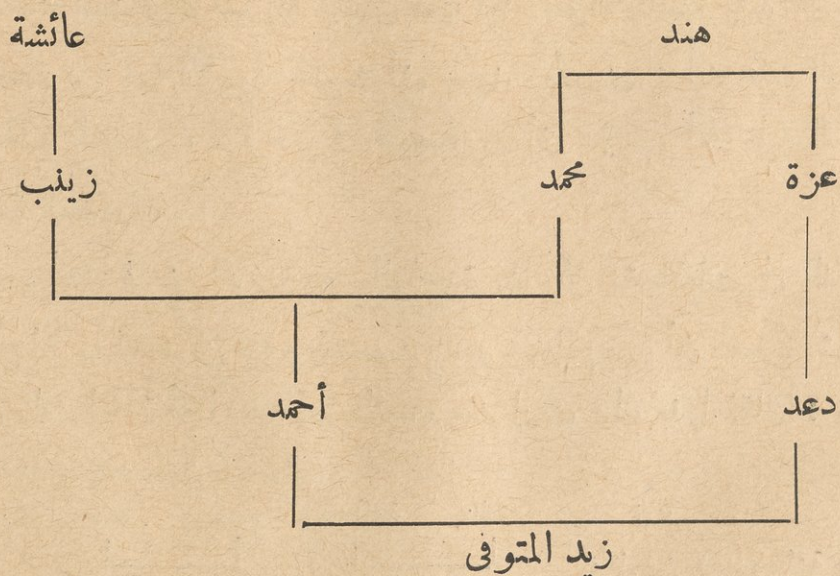 هند
عائشة
عزة
محمد
زينب
دعد
أحمد
زيد المتوفى